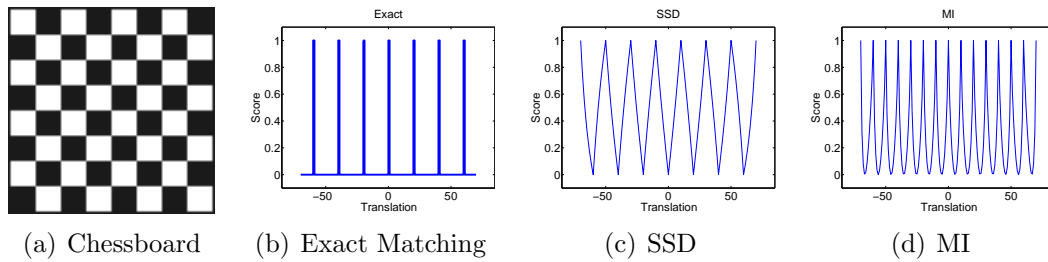 Exact
1
0.8
0.6
0.4
0.2
0
Score
−50 0 50
Translation
SSD
1
0.8
0.6
0.4
0.2
0
Score
−50 0 50
Translation
MI
1
0.8
0.6
0.4
0.2
0
Score
−50 0 50
Translation
(a) Chessboard
(b) Exact Matching
(c) SSD
(d) MI